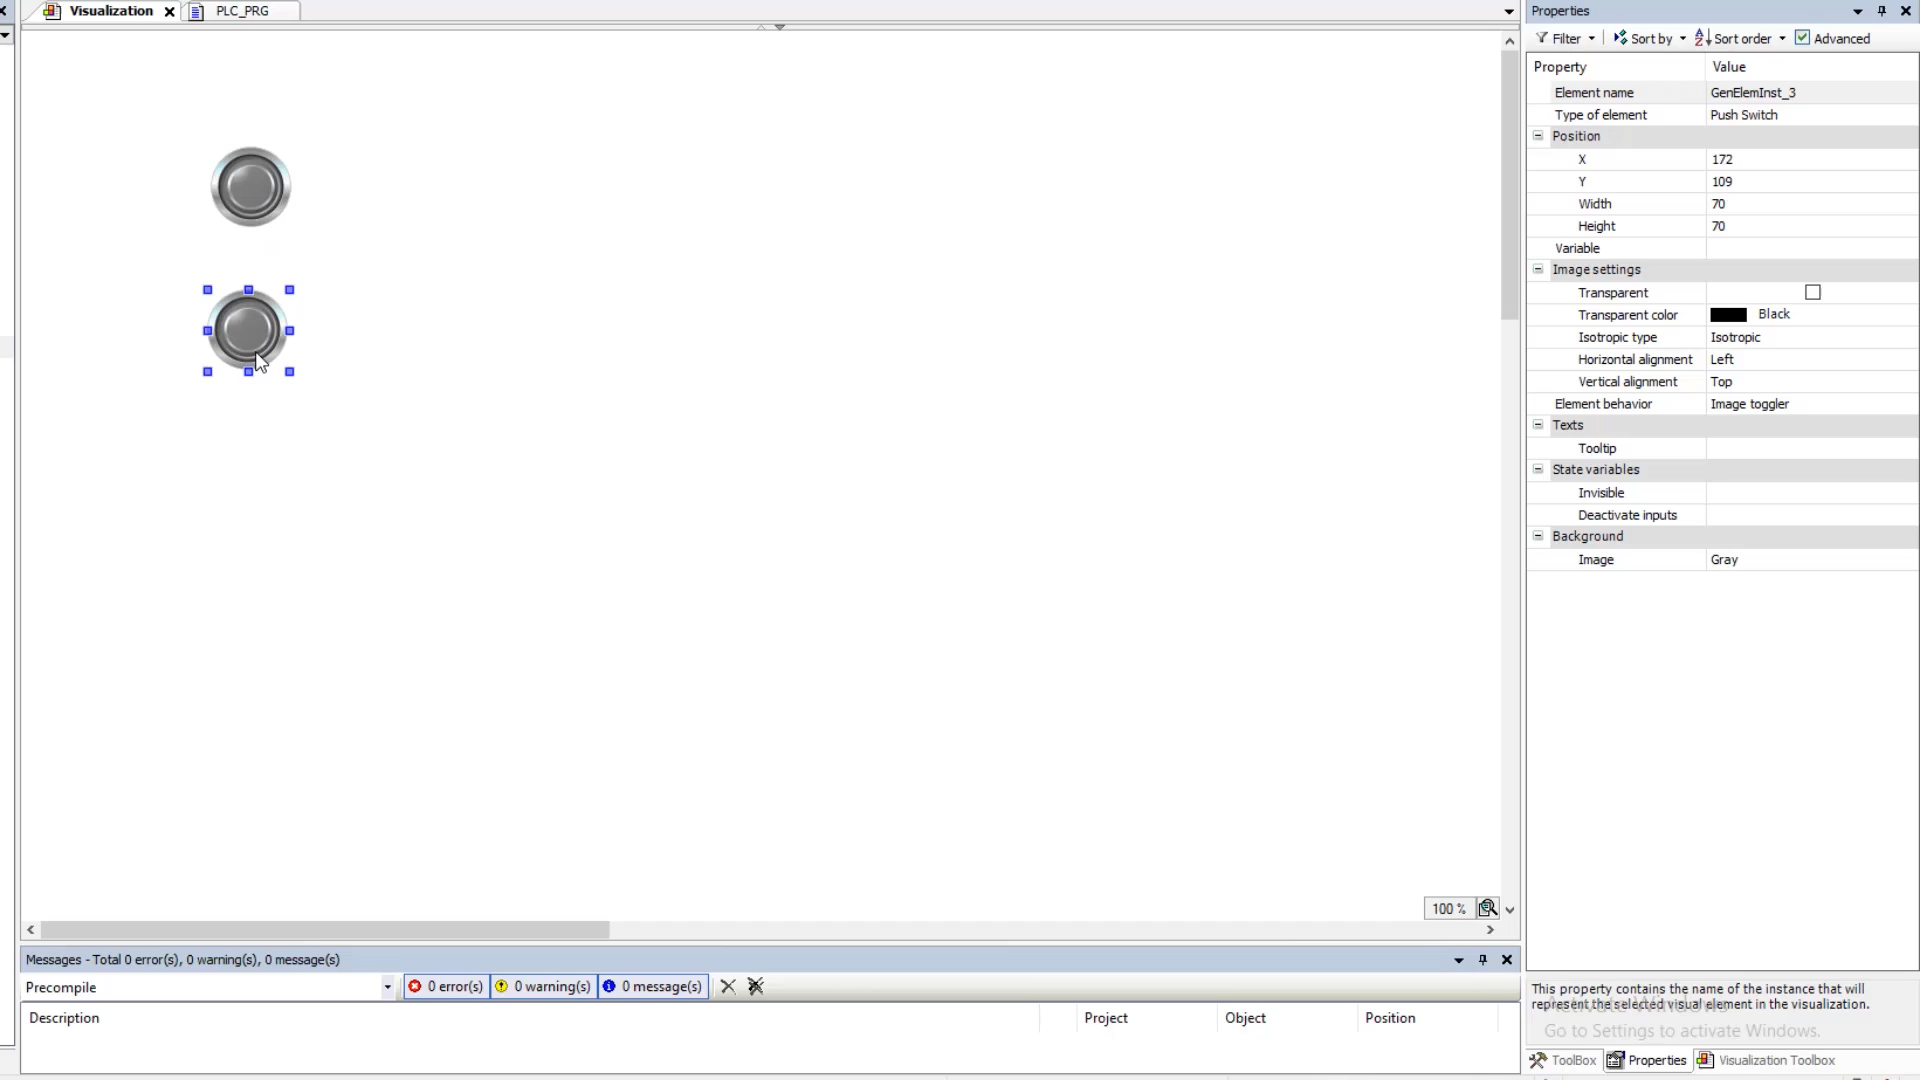 Visualization
PLC_PRG
Properties
Filter
Sort by
Sort order
Advanced
Property Value
Element name GenElemInst_3
Type of element Push Switch
Position
X 172
Y 109
Width 70
Height 70
Variable
Image settings
Transparent
Transparent color Black
Isotropic type Isotropic
Horizontal alignment Left
Vertical alignment Top
Element behavior Image toggler
Texts
Tooltip
State variables
Invisible
Deactivate inputs
Background
Image Gray
100 %
Messages - Total 0 error(s), 0 warning(s), 0 message(s)
Precompile
0 error(s)
0 warning(s)
0 message(s)
Description Project Object Position
This property contains the name of the instance that will
represent the selected visual element in the visualization.
Activate Windows
Go to Settings to activate Windows.
ToolBox
Properties
Visualization Toolbox